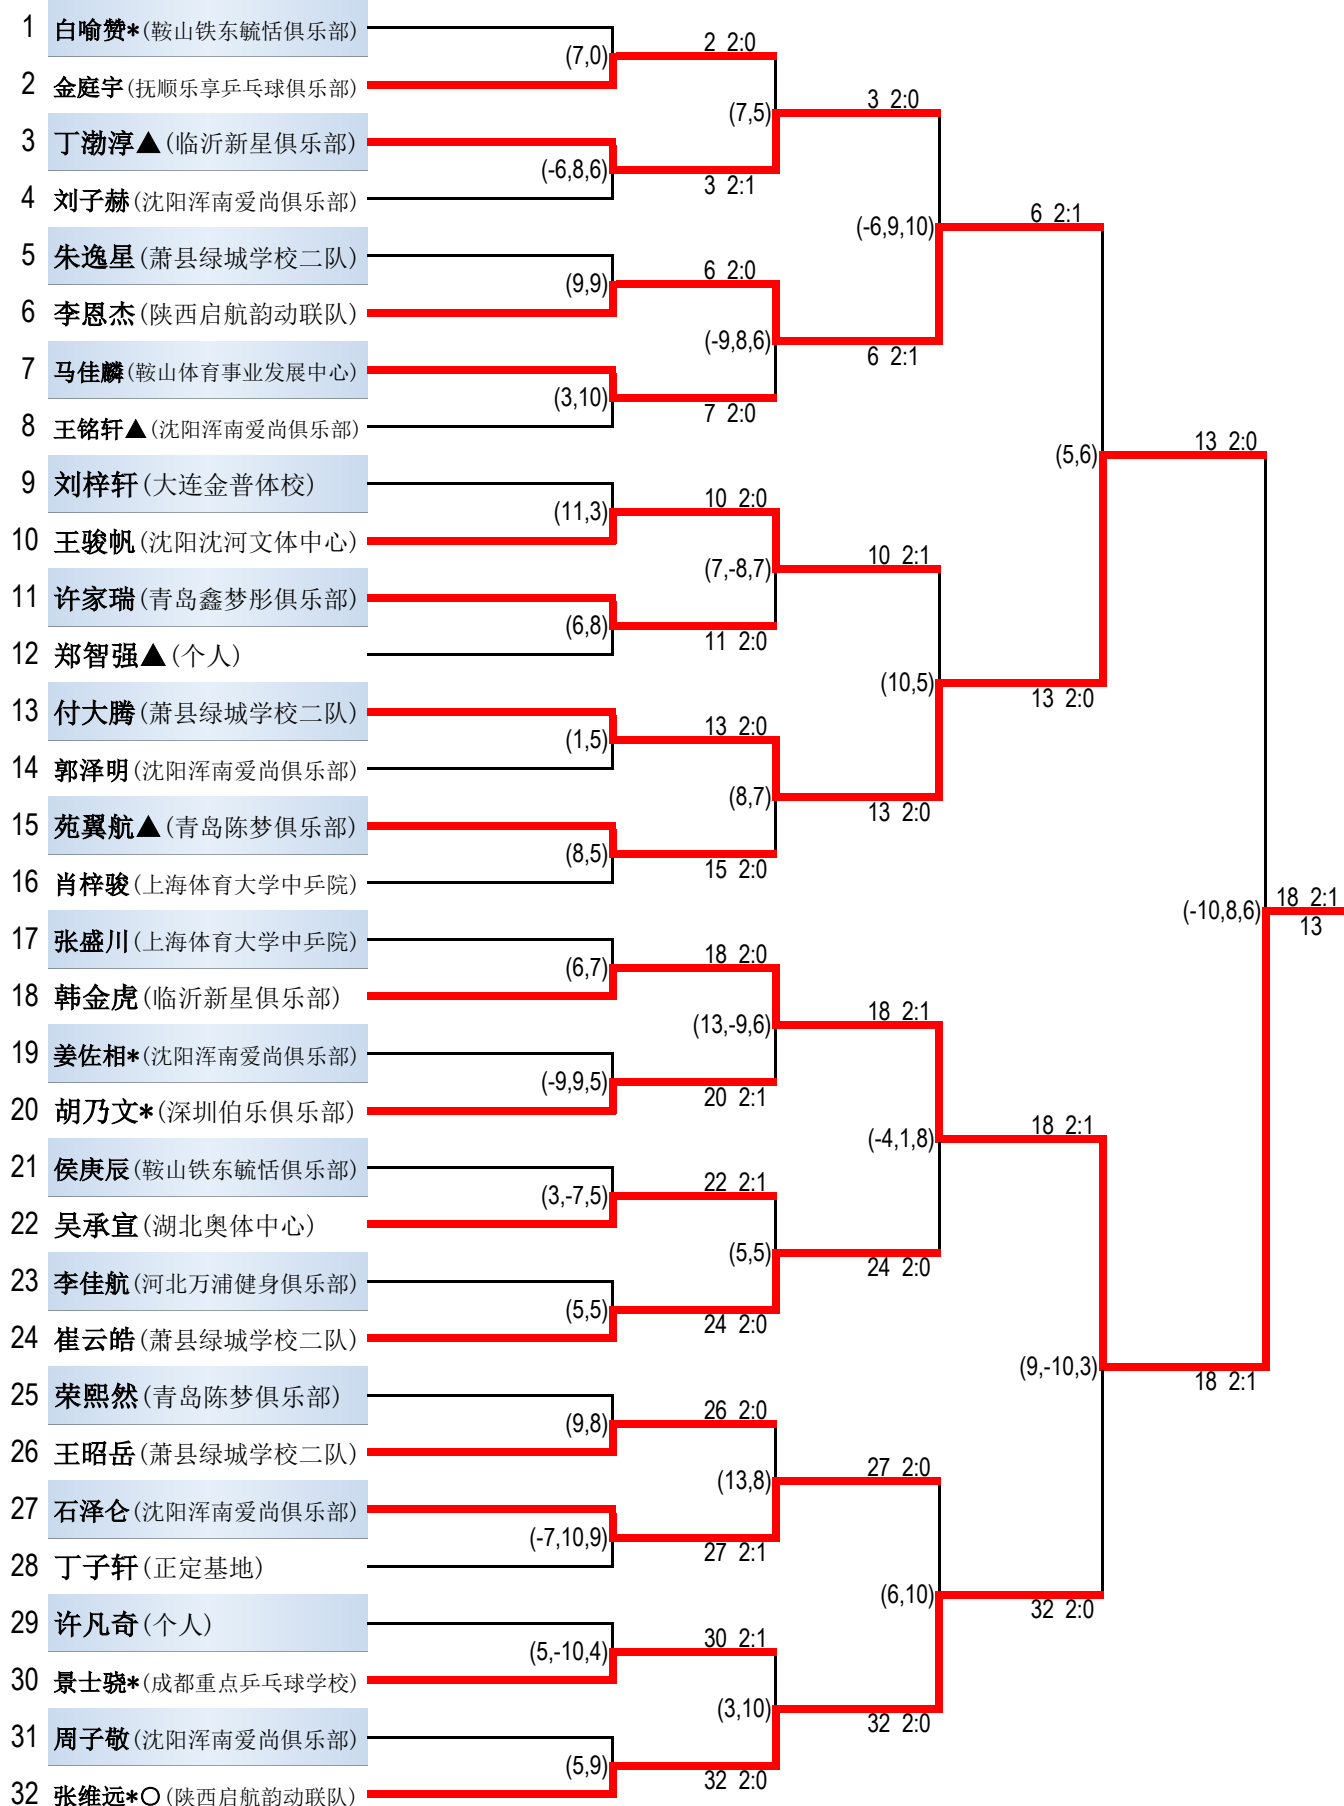 1 白喻赞*(鞍山铁东毓恬俱乐部)
(7,0)
2 2:0
2 金庭宇(抚顺乐享乒乓球俱乐部)
(7,5)
3 2:0
3 丁渤淳▲(临沂新星俱乐部)
(-6,8,6)
3 2:1
4 刘子赫(沈阳浑南爱尚俱乐部)
(-6,9,10)
6 2:1
5 朱逸星(萧县绿城学校二队)
(9,9)
6 2:0
6 李恩杰(陕西启航韵动联队)
(-9,8,6)
6 2:1
7 马佳麟(鞍山体育事业发展中心)
(3,10)
7 2:0
8 王铭轩▲(沈阳浑南爱尚俱乐部)
(5,6)
13 2:0
9 刘梓轩(大连金普体校)
(11,3)
10 2:0
10 王骏帆(沈阳沈河文体中心)
(7,-8,7)
10 2:1
11 许家瑞(青岛鑫梦彤俱乐部)
(6,8)
11 2:0
12 郑智强▲(个人)
(10,5)
13 2:0
13 付大腾(萧县绿城学校二队)
(1,5)
13 2:0
14 郭泽明(沈阳浑南爱尚俱乐部)
(8,7)
13 2:0
15 苑翼航▲(青岛陈梦俱乐部)
(8,5)
15 2:0
16 肖梓骏(上海体育大学中乒院)
(-10,8,6)
18 2:1
13
17 张盛川(上海体育大学中乒院)
(6,7)
18 2:0
18 韩金虎(临沂新星俱乐部)
(13,-9,6)
18 2:1
19 姜佐相*(沈阳浑南爱尚俱乐部)
(-9,9,5)
20 2:1
20 胡乃文*(深圳伯乐俱乐部)
(-4,1,8)
18 2:1
21 侯庚辰(鞍山铁东毓恬俱乐部)
(3,-7,5)
22 2:1
22 吴承宣(湖北奥体中心)
(5,5)
24 2:0
23 李佳航(河北万浦健身俱乐部)
(5,5)
24 2:0
24 崔云皓(萧县绿城学校二队)
(9,-10,3)
18 2:1
25 荣熙然(青岛陈梦俱乐部)
(9,8)
26 2:0
26 王昭岳(萧县绿城学校二队)
(13,8)
27 2:0
27 石泽仑(沈阳浑南爱尚俱乐部)
(-7,10,9)
27 2:1
28 丁子轩(正定基地)
(6,10)
32 2:0
29 许凡奇(个人)
(5,-10,4)
30 2:1
30 景士骁*(成都重点乒乓球学校)
(3,10)
32 2:0
31 周子敬(沈阳浑南爱尚俱乐部)
(5,9)
32 2:0
32 张维远*○(陕西启航韵动联队)